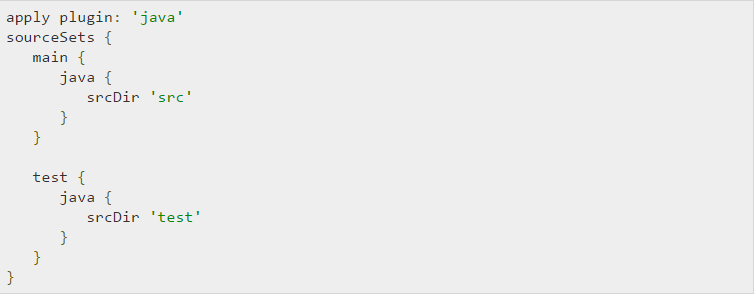 apply plugin: 'java'
sourceSets {
   main {
      java {
         srcDir 'src'
      }
   }

   test {
      java {
         srcDir 'test'
      }
   }
}